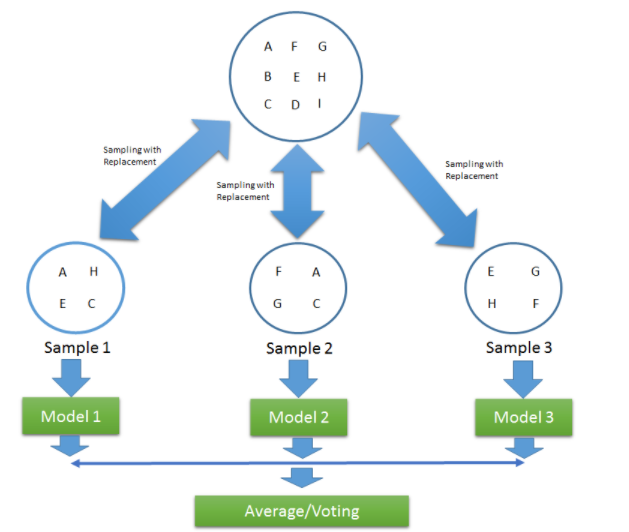 A F G
B E H
C D I
Sampling with
Replacement
Sampling with
Replacement
Sampling with
Replacement
A H
E C
Sample 1
F A
G C
Sample 2
E G
H F
Sample 3
Model 1
Model 2
Model 3
Average/Voting